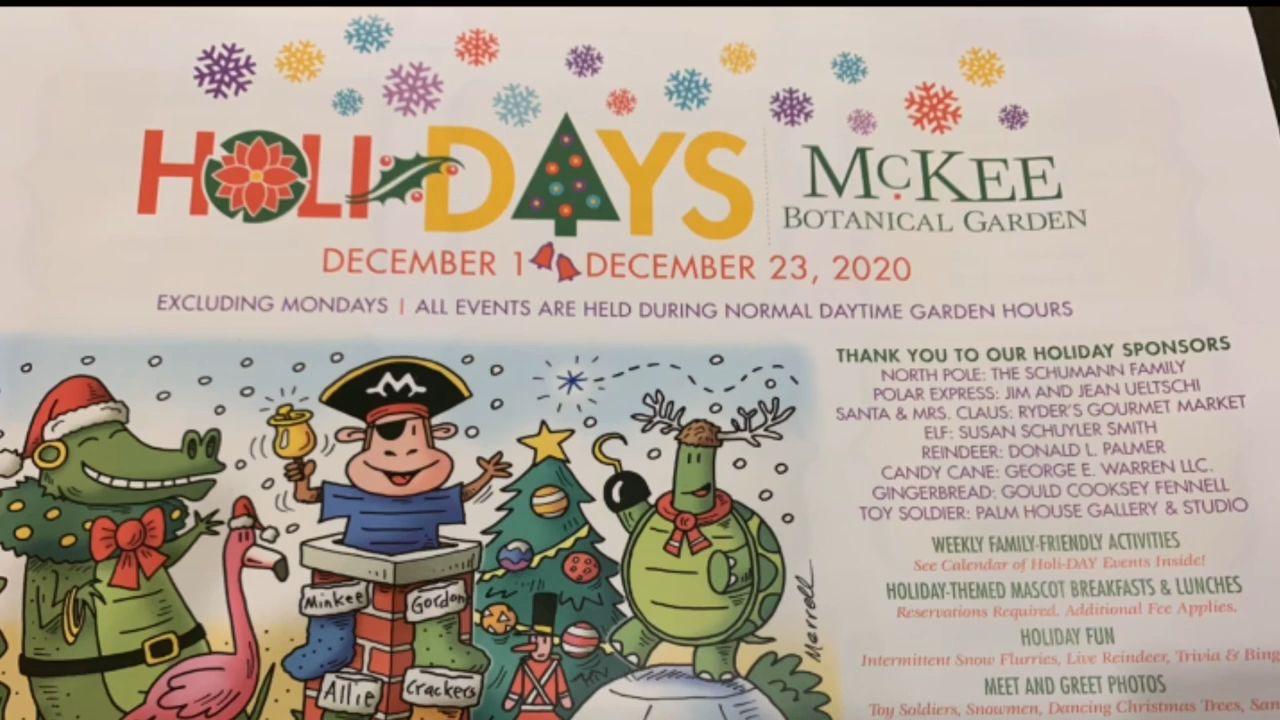 HOLI-DAYS
McKEE
BOTANICAL GARDEN
DECEMBER 1 DECEMBER 23, 2020
EXCLUDING MONDAYS | ALL EVENTS ARE HELD DURING NORMAL DAYTIME GARDEN HOURS
THANK YOU TO OUR HOLIDAY SPONSORS
NORTH POLE: THE SCHUMANN FAMILY
POLAR EXPRESS: JIM AND JEAN UELTSCHI
SANTA & MRS. CLAUS: RYDER'S GOURMET MARKET
ELF: SUSAN SCHUYLER SMITH
REINDEER: DONALD L. PALMER
CANDY CANE: GEORGE E. WARREN LLC.
GINGERBREAD: GOULD COOKSEY FENNELL
TOY SOLDIER: PALM HOUSE GALLERY & STUDIO
WEEKLY FAMILY-FRIENDLY ACTIVITIES
See Calendar of Holi-DAY Events Inside!
HOLIDAY-THEMED MASCOT BREAKFASTS & LUNCHES
Reservations Required. Additional Fee Applies.
HOLIDAY FUN
Intermittent Snow Flurries, Live Reindeer, Trivia & Bing
MEET AND GREET PHOTOS
Toy Soldiers, Snowmen, Dancing Christmas Trees, San
M
Minkee
Gordon
Allie
Crackers
Merrell